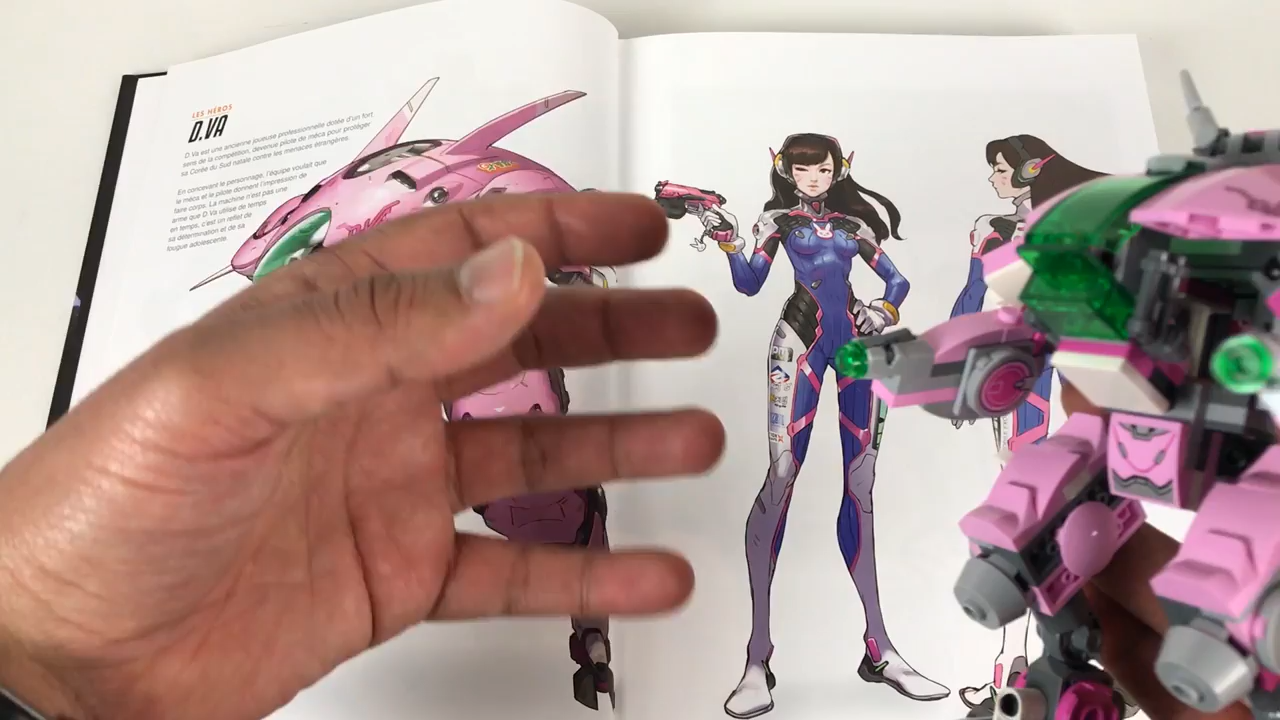 LES HÉROS
D.VA
D.Va est une ancienne joueuse professionnelle dotée d'un fort
sens de la compétition, devenue pilote de méca pour protéger
sa Corée du Sud natale contre les menaces étrangères.
En concevant le personnage, l'équipe voulait que
le méca et le pilote donnent l'impression de
faire corps. La machine n'est pas une
arme que D.Va utilise de temps
en temps, c'est un reflet de
sa détermination et de sa
fougue adolescente.